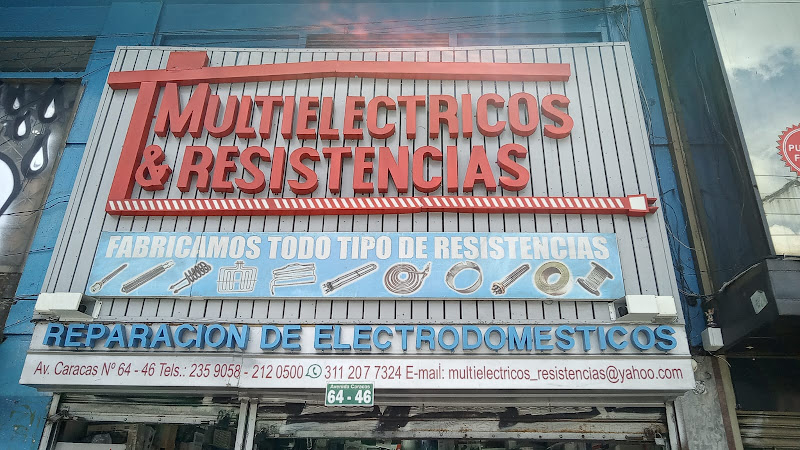 MULTIELECTRICOS
& RESISTENCIAS
FABRICAMOS TODO TIPO DE RESISTENCIAS
REPARACION DE ELECTRODOMESTICOS
Av. Caracas Nº 64 - 46 Tels.: 235 9058 - 212 0500 311 207 7324 E-mail: multielectricos_resistencias@yahoo.com
Avenida Caracas
64 - 46